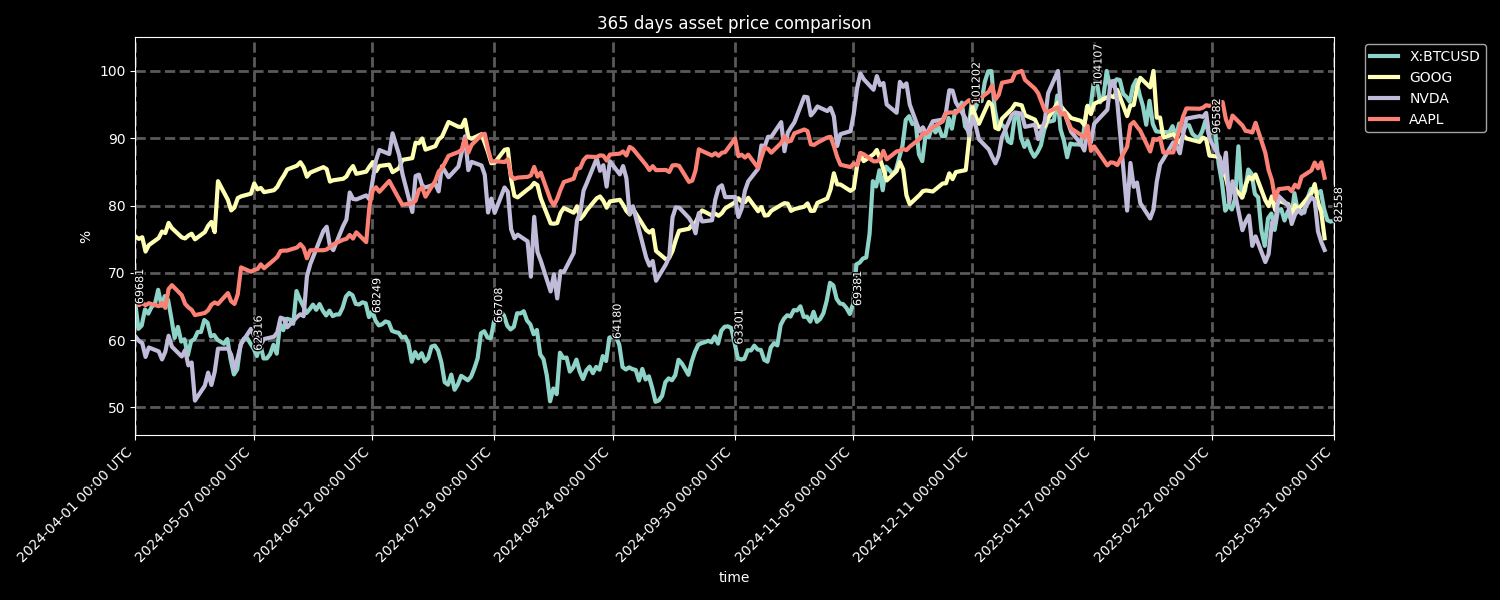 365 days asset price comparison
X:BTCUSD
GOOG
NVDA
AAPL
%
100
90
80
70
60
50
69681
62316
68249
66708
64180
63301
69381
101202
104107
96582
82558
2024-04-01 00:00 UTC
2024-05-07 00:00 UTC
2024-06-12 00:00 UTC
2024-07-19 00:00 UTC
2024-08-24 00:00 UTC
2024-09-30 00:00 UTC
2024-11-05 00:00 UTC
2024-12-11 00:00 UTC
2025-01-17 00:00 UTC
2025-02-22 00:00 UTC
2025-03-31 00:00 UTC
time